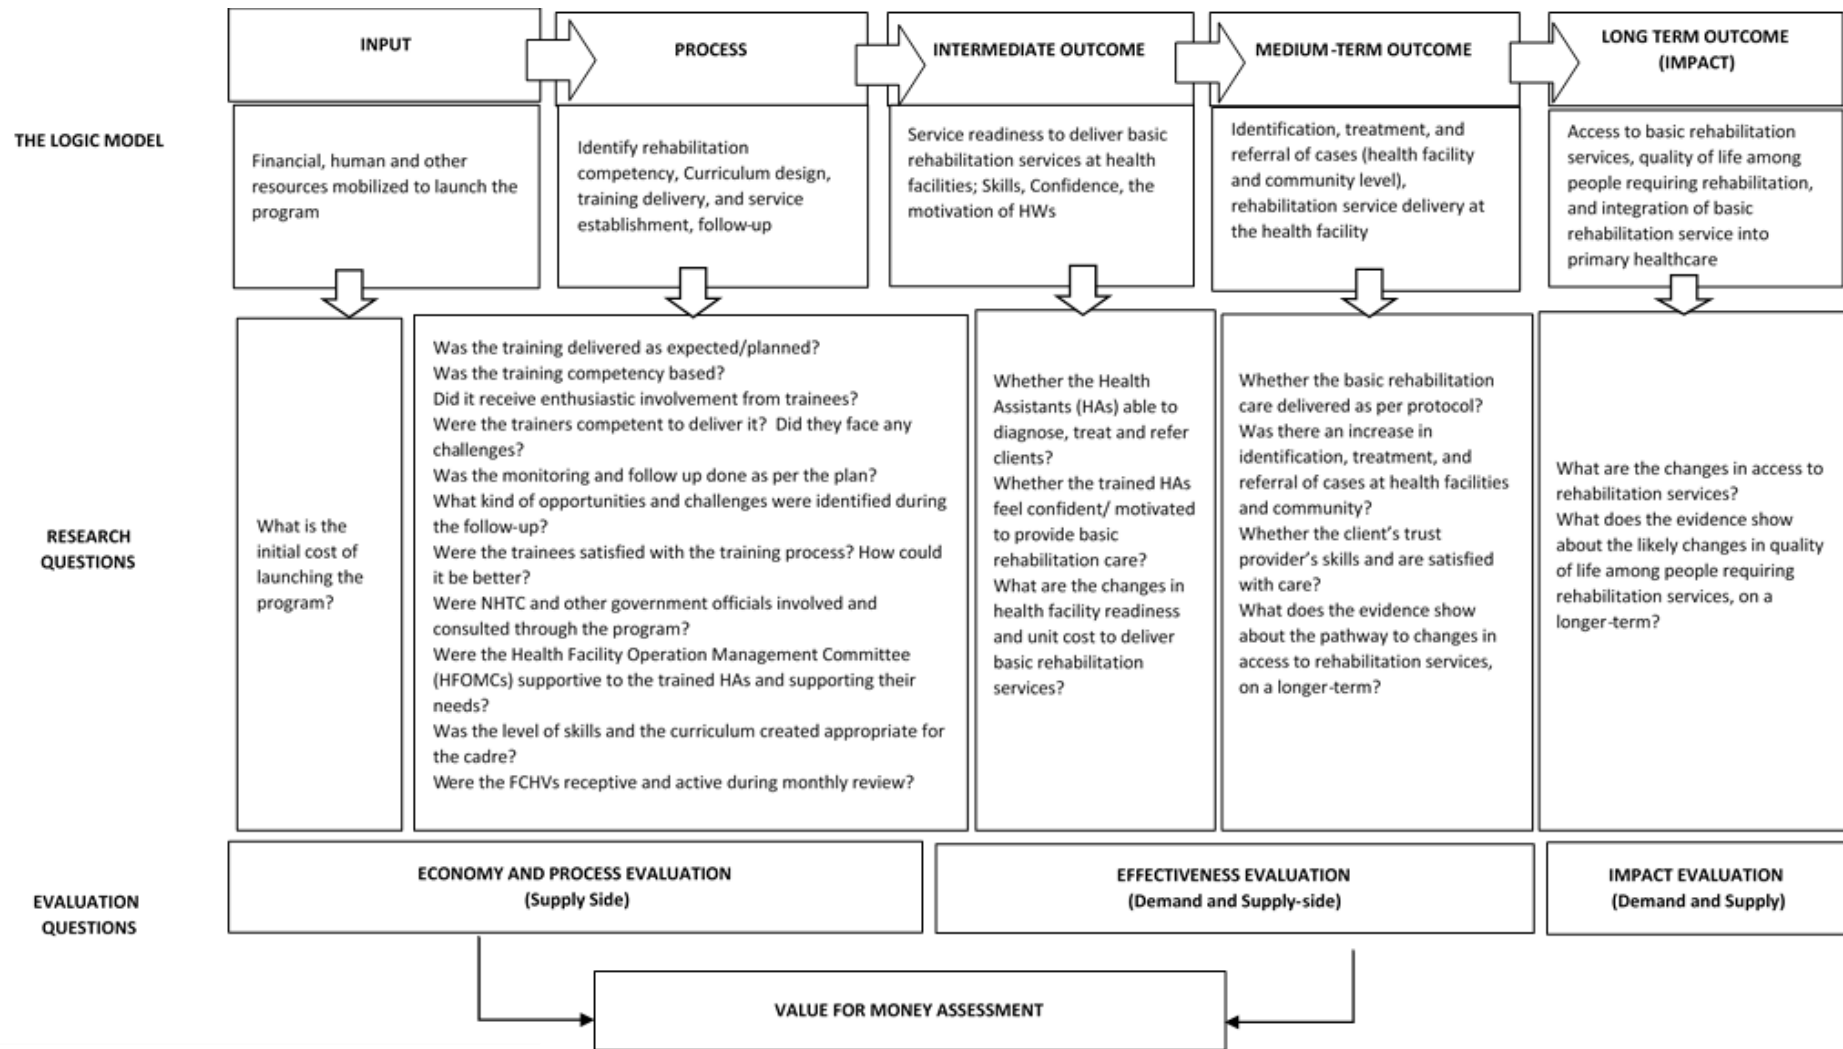 INPUT
PROCESS
INTERMEDIATE OUTCOME
MEDIUM-TERM OUTCOME
LONG TERM OUTCOME
(IMPACT)
THE LOGIC MODEL
Financial, human and other
resources mobilized to launch the
program
Identify rehabilitation
competency, Curriculum design,
training delivery, and service
establishment, follow-up
Service readiness to deliver basic
rehabilitation services at health
facilities; Skills, Confidence, the
motivation of HWs
Identification, treatment, and
referral of cases (health facility
and community level),
rehabilitation service delivery at
the health facility
Access to basic rehabilitation
services, quality of life among
people requiring rehabilitation,
and integration of basic
rehabilitation service into
primary healthcare
RESEARCH
QUESTIONS
What is the
initial cost of
launching the
program?
Was the training delivered as expected/planned?
Was the training competency based?
Did it receive enthusiastic involvement from trainees?
Were the trainers competent to deliver it? Did they face any
challenges?
Was the monitoring and follow up done as per the plan?
What kind of opportunities and challenges were identified during
the follow-up?
Were the trainees satisfied with the training process? How could
it be better?
Were NHTC and other government officials involved and
consulted through the program?
Were the Health Facility Operation Management Committee
(HFOMCs) supportive to the trained HAs and supporting their
needs?
Was the level of skills and the curriculum created appropriate for
the cadre?
Were the FCHVs receptive and active during monthly review?
Whether the Health
Assistants (HAs) able to
diagnose, treat and refer
clients?
Whether the trained HAs
feel confident/ motivated
to provide basic
rehabilitation care?
What are the changes in
health facility readiness
and unit cost to deliver
basic rehabilitation
services?
Whether the basic rehabilitation
care delivered as per protocol?
Was there an increase in
identification, treatment, and
referral of cases at health facilities
and community?
Whether the client's trust
provider's skills and are satisfied
with care?
What does the evidence show
about the pathway to changes in
access to rehabilitation services,
on a longer-term?
What are the changes in access to
rehabilitation services?
What does the evidence show
about the likely changes in quality
of life among people requiring
rehabilitation services, on a
longer-term?
EVALUATION
QUESTIONS
ECONOMY AND PROCESS EVALUATION
(Supply Side)
EFFECTIVENESS EVALUATION
(Demand and Supply-side)
IMPACT EVALUATION
(Demand and Supply)
VALUE FOR MONEY ASSESSMENT